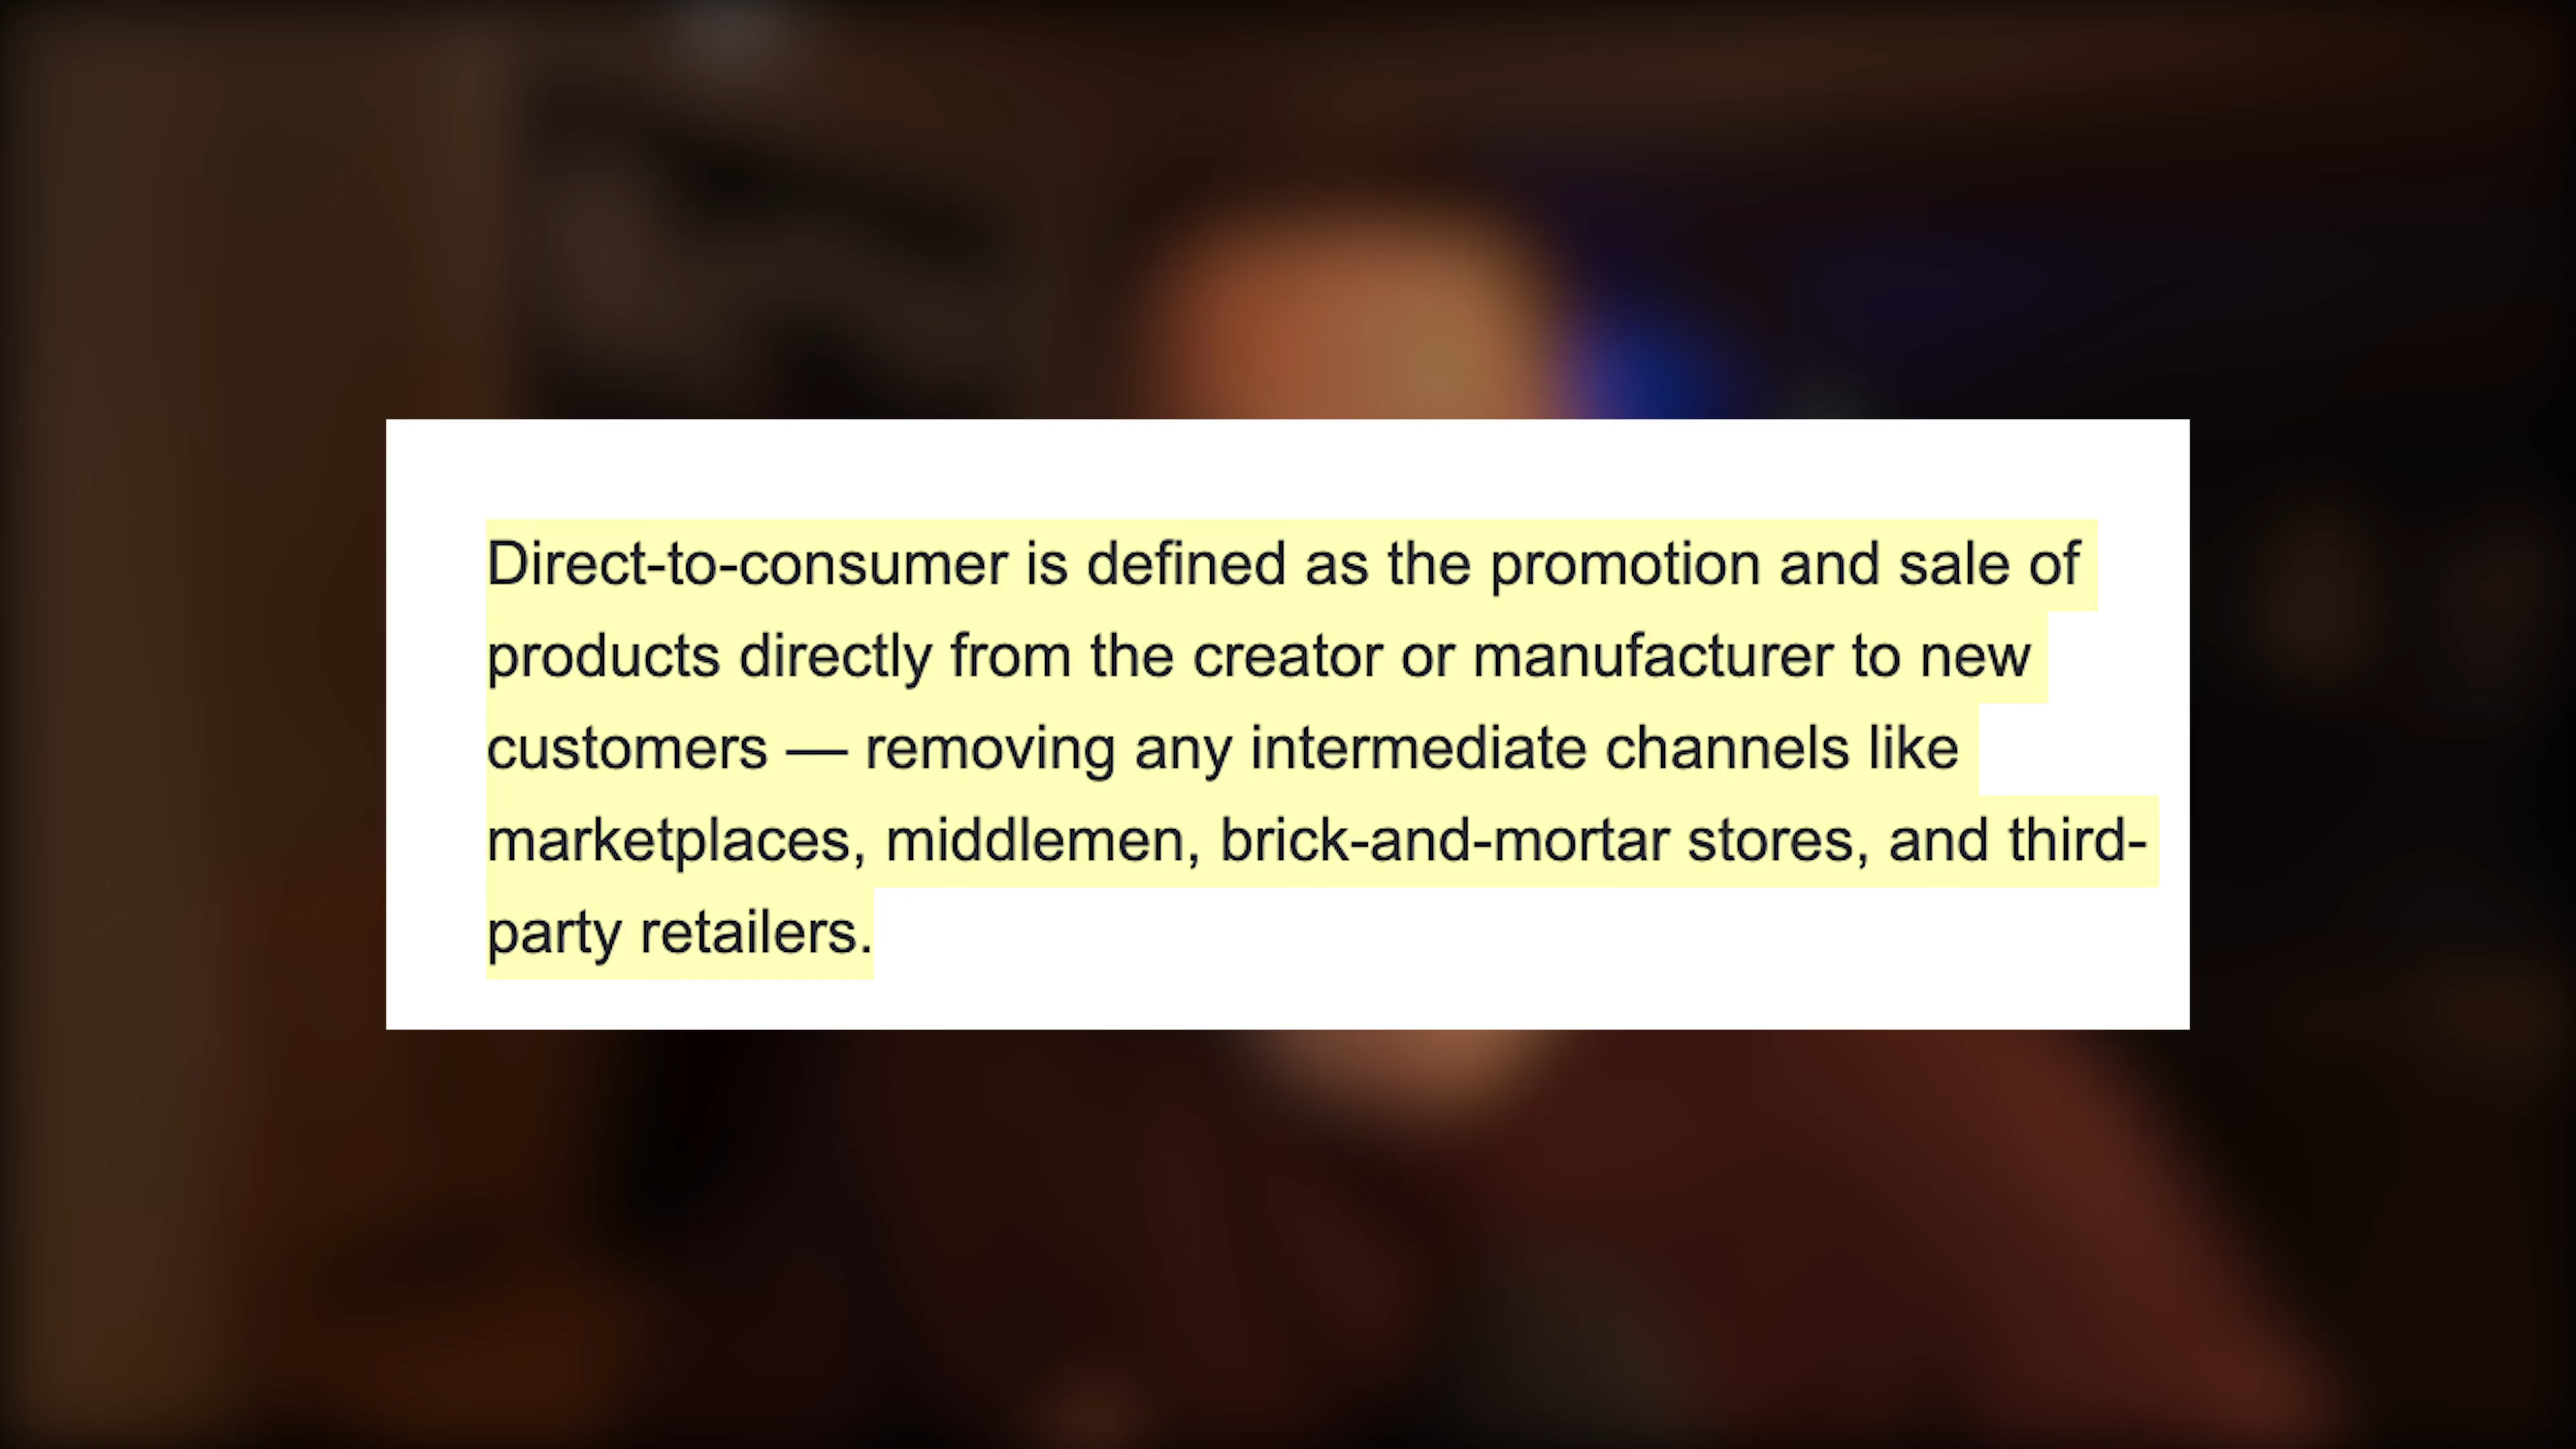 Direct-to-consumer is defined as the promotion and sale of
products directly from the creator or manufacturer to new
customers — removing any intermediate channels like
marketplaces, middlemen, brick-and-mortar stores, and third-
party retailers.